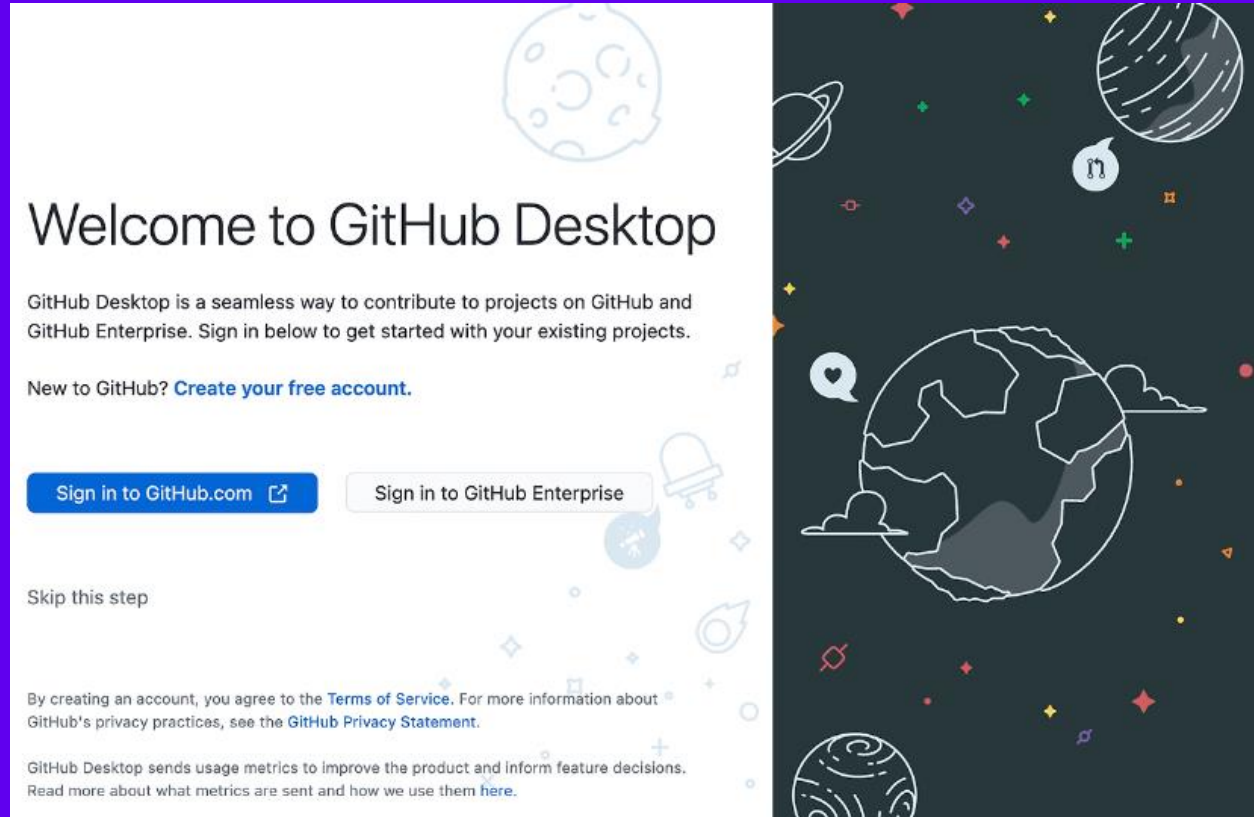 Welcome to GitHub Desktop
GitHub Desktop is a seamless way to contribute to projects on GitHub and
GitHub Enterprise. Sign in below to get started with your existing projects.
New to GitHub? Create your free account.
Sign in to GitHub.com
Sign in to GitHub Enterprise
Skip this step
By creating an account, you agree to the Terms of Service. For more information about
GitHub's privacy practices, see the GitHub Privacy Statement.
GitHub Desktop sends usage metrics to improve the product and inform feature decisions.
Read more about what metrics are sent and how we use them here.